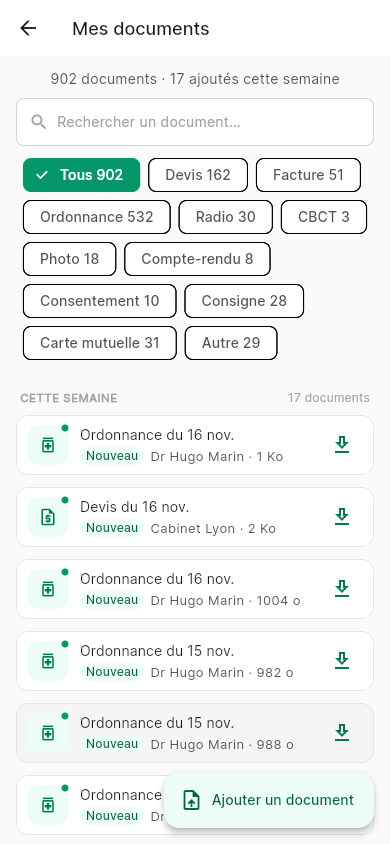 Mes documents
902 documents · 17 ajoutés cette semaine
Rechercher un document...
Tous 902
Devis 162
Facture 51
Ordonnance 532
Radio 30
CBCT 3
Photo 18
Compte-rendu 8
Consentement 10
Consigne 28
Carte mutuelle 31
Autre 29
CETTE SEMAINE
17 documents
Ordonnance du 16 nov.
Nouveau Dr Hugo Marin · 1 Ko
Devis du 16 nov.
Nouveau Cabinet Lyon · 2 Ko
Ordonnance du 16 nov.
Nouveau Dr Hugo Marin · 1004 o
Ordonnance du 15 nov.
Nouveau Dr Hugo Marin · 982 o
Ordonnance du 15 nov.
Nouveau Dr Hugo Marin · 988 o
Ordonnance
Nouveau Dr
Ajouter un document